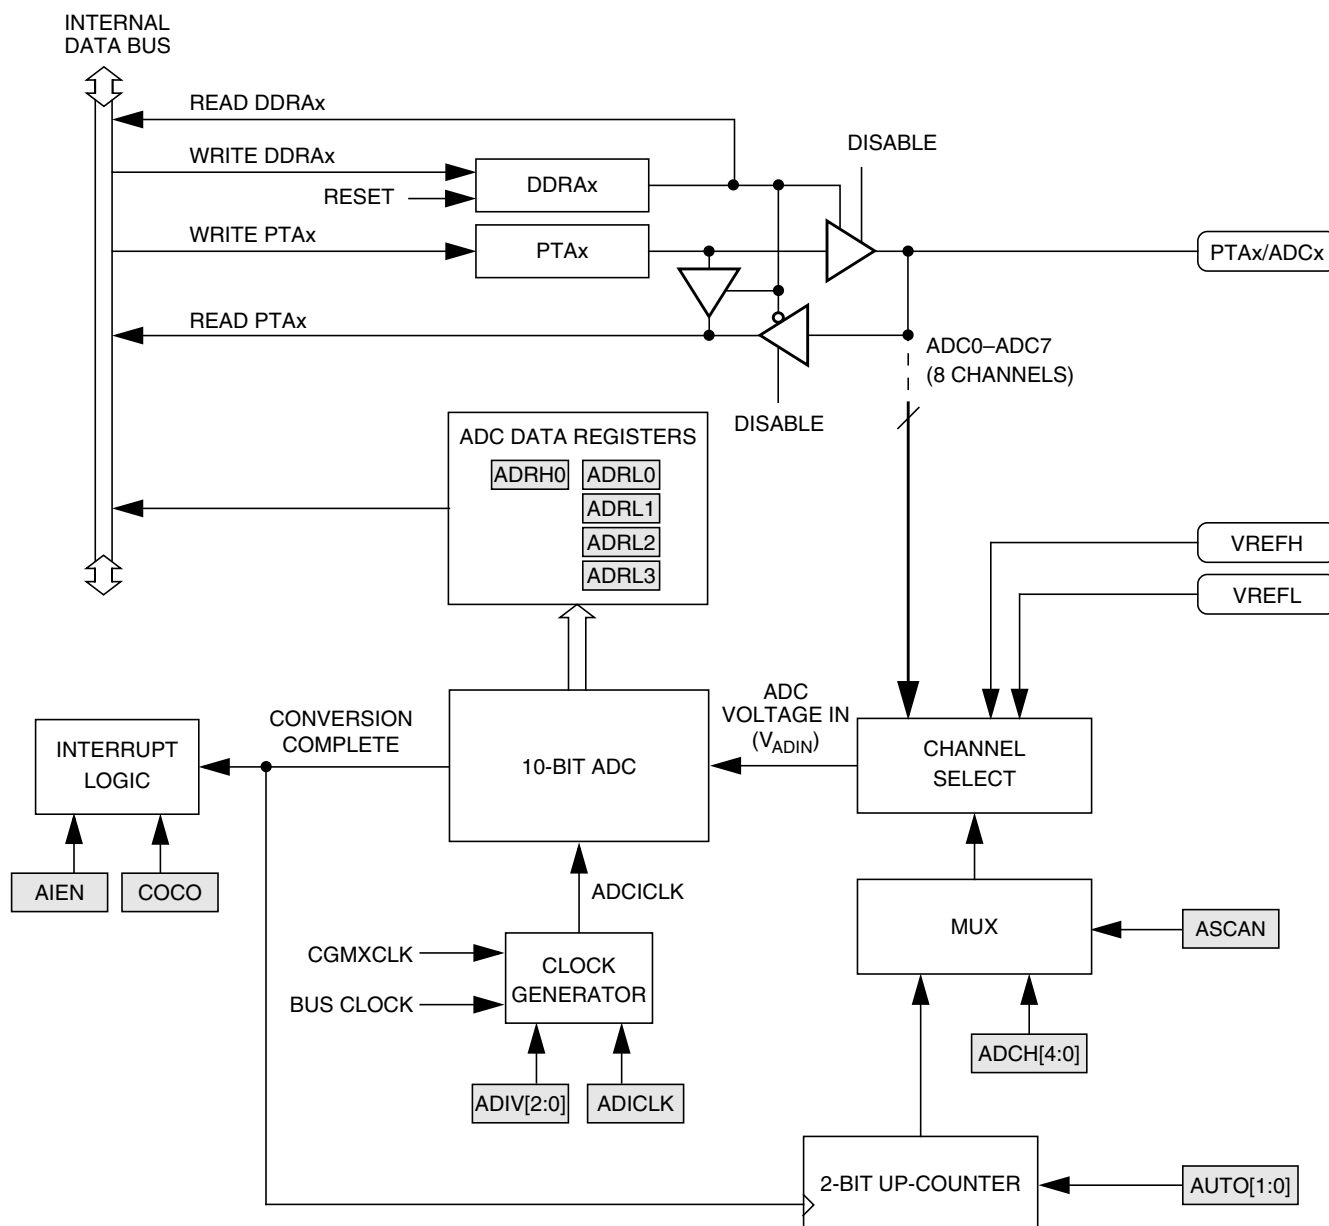 INTERNAL
DATA BUS
READ DDRAx
WRITE DDRAx
RESET
DDRAx
DISABLE
WRITE PTAx
PTAx
PTAx/ADCx
READ PTAx
DISABLE
ADC0–ADC7
(8 CHANNELS)
ADC DATA REGISTERS
ADRH0
ADRL0
ADRL1
ADRL2
ADRL3
VREFH
VREFL
INTERRUPT
LOGIC
CONVERSION
COMPLETE
10-BIT ADC
ADC
VOLTAGE IN
(VADIN)
CHANNEL
SELECT
AIEN
COCO
ADCICLK
MUX
ASCAN
CGMXCLK
BUS CLOCK
CLOCK
GENERATOR
ADCH[4:0]
ADIV[2:0]
ADICLK
2-BIT UP-COUNTER
AUTO[1:0]